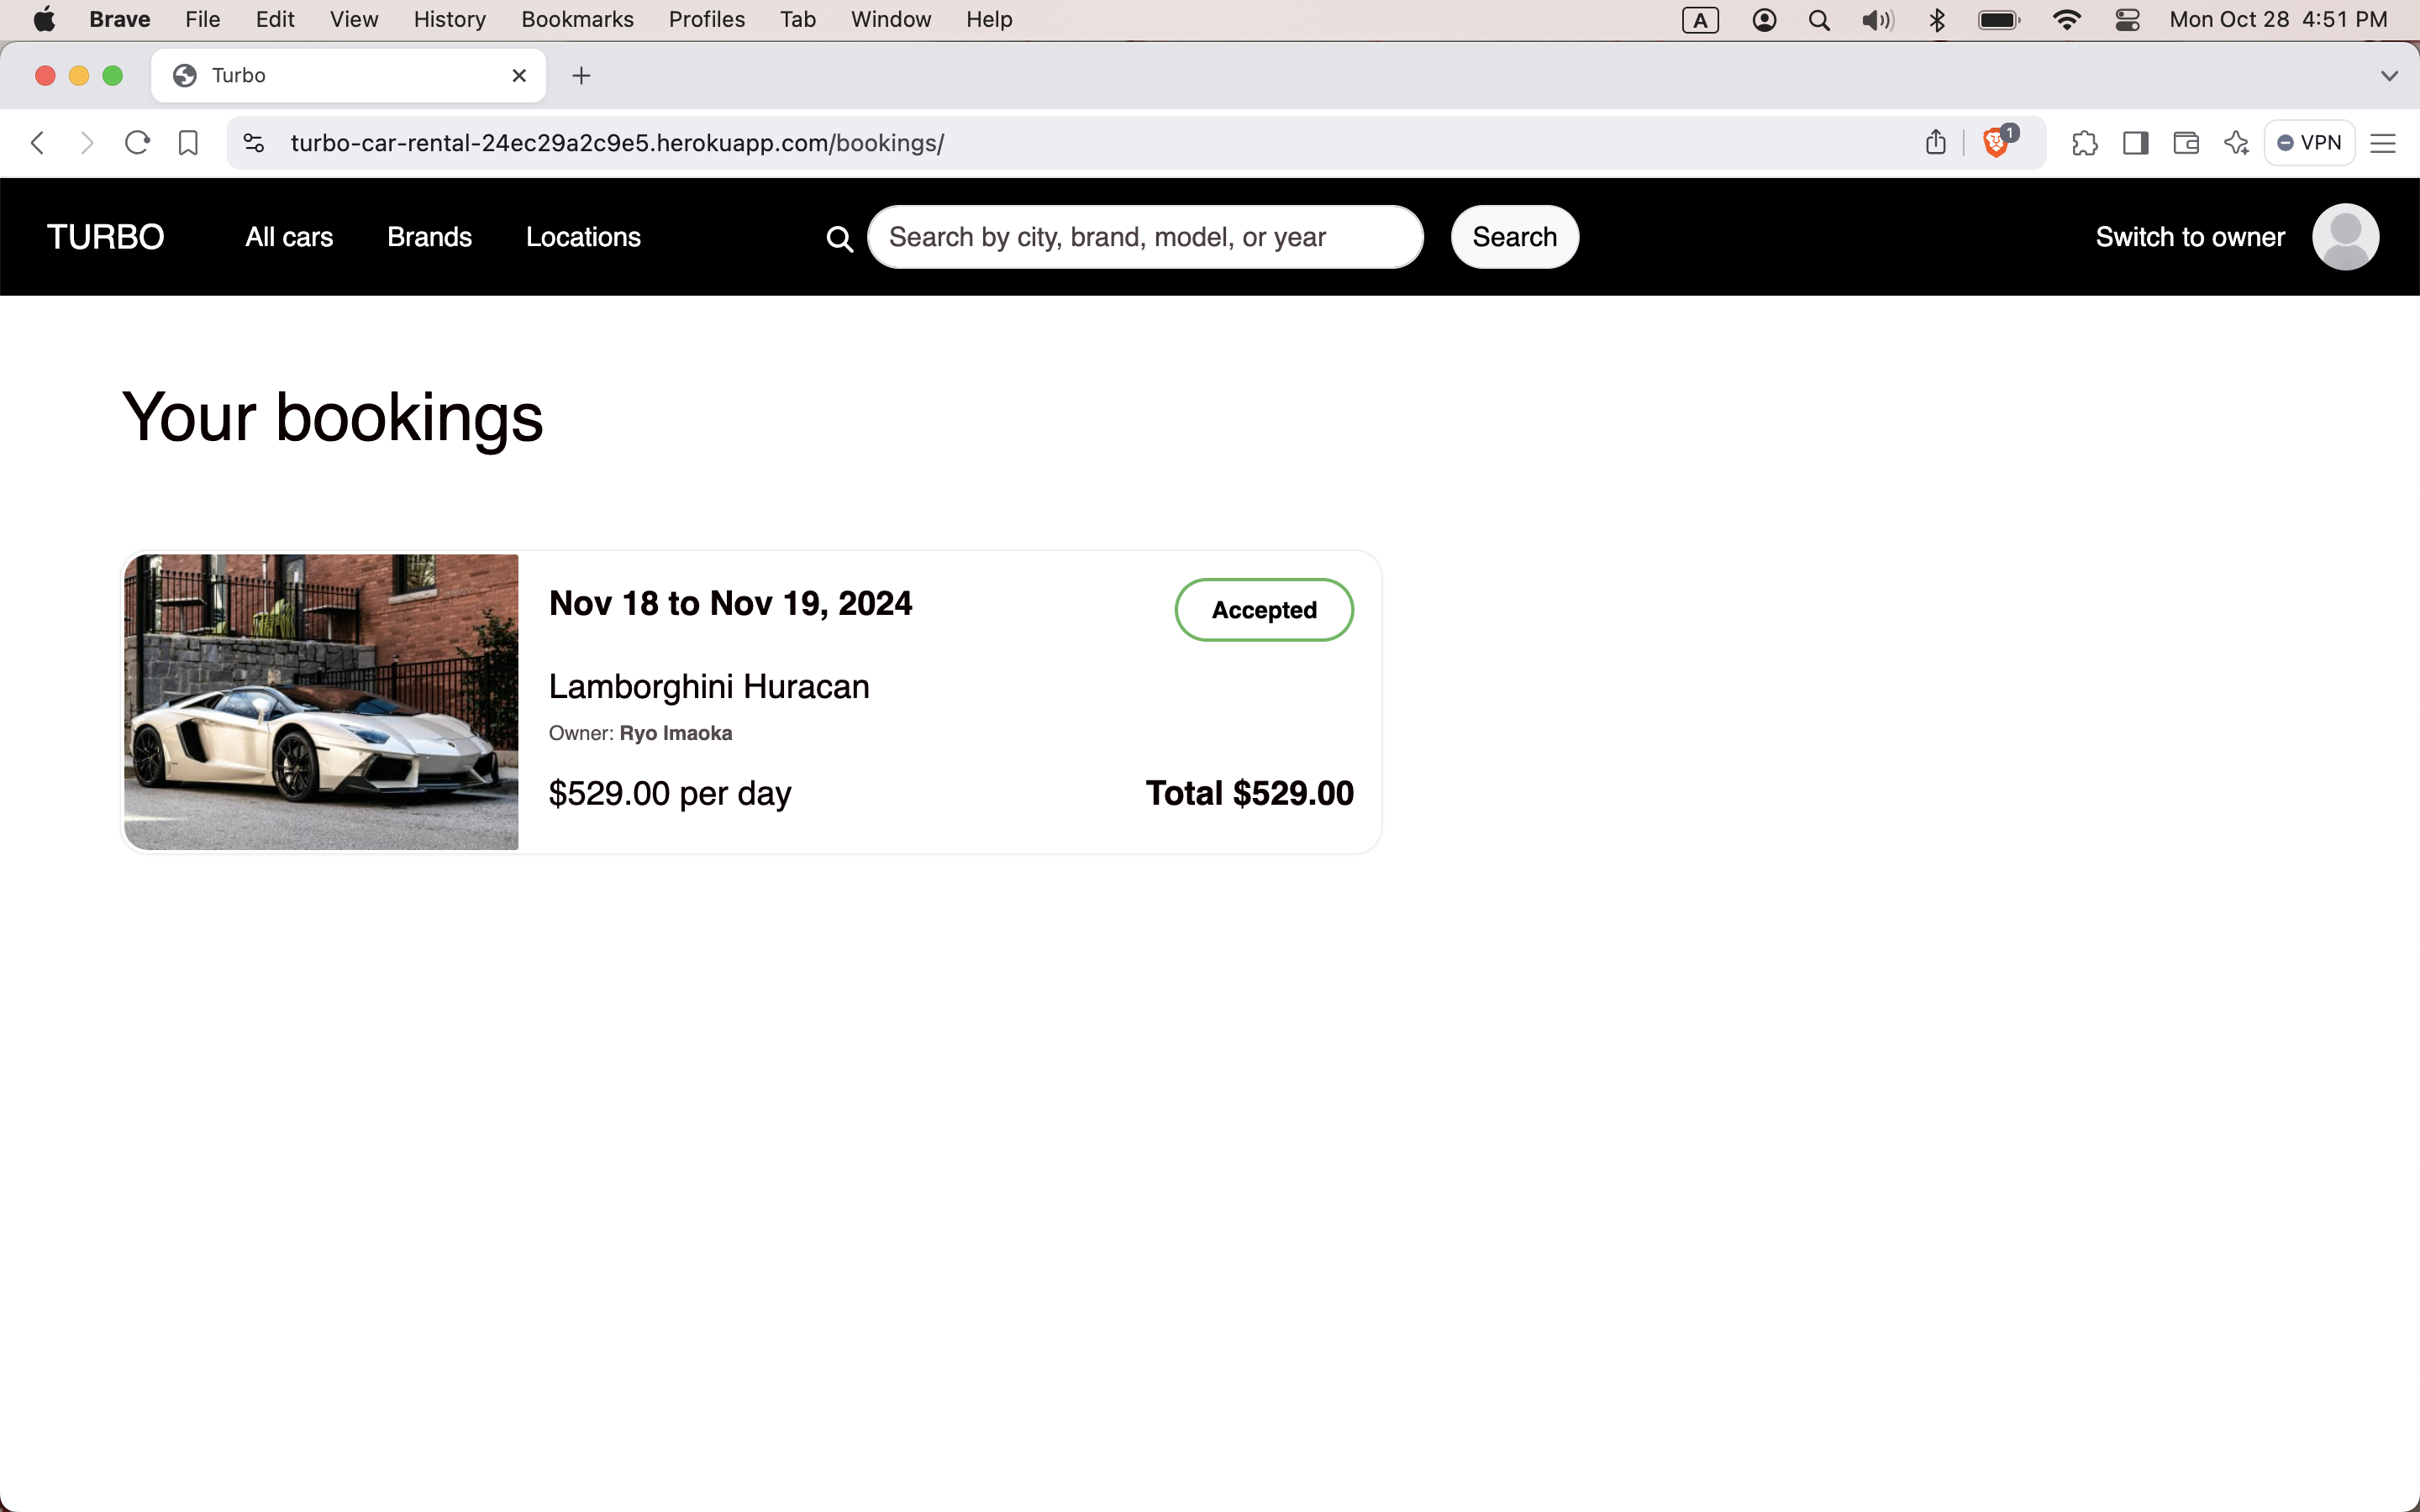 Brave File Edit View History Bookmarks Profiles Tab Window Help A Mon Oct 28 4:51 PM
Turbo
turbo-car-rental-24ec29a2c9e5.herokuapp.com/bookings/ 1 VPN
TURBO All cars Brands Locations Search by city, brand, model, or year Search Switch to owner
Your bookings
Nov 18 to Nov 19, 2024 Accepted
Lamborghini Huracan
Owner: Ryo Imaoka
$529.00 per day Total $529.00